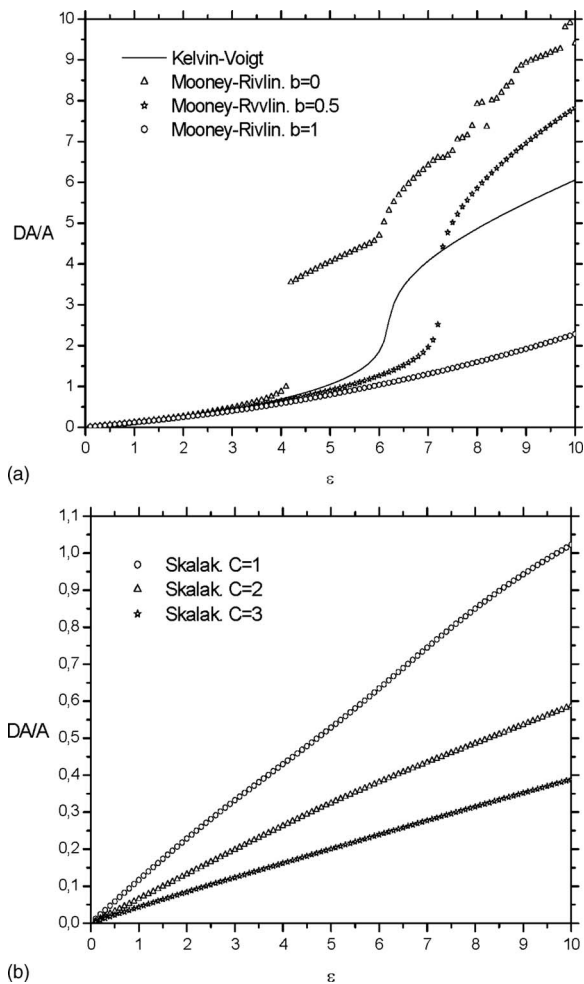 10
9
8
7
6
5
4
3
2
1
0
DA/A
Kelvin-Voigt
Mooney-Rivlin. b=0
Mooney-Rvvlin. b=0.5
Mooney-Rivlin. b=1
0 1 2 3 4 5 6 7 8 9 10
ε
(a)
1,1
1,0
0,9
0,8
0,7
0,6
0,5
0,4
0,3
0,2
0,1
0,0
DA/A
Skalak. C=1
Skalak. C=2
Skalak. C=3
0 1 2 3 4 5 6 7 8 9 10
ε
(b)